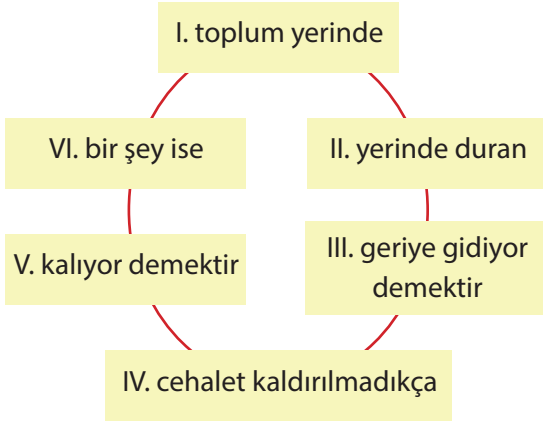 I. toplum yerinde
VI. bir şey ise
II. yerinde duran
V. kalıyor demektir
III. geriye gidiyor
demektir
IV. cehalet kaldırılmadıkça